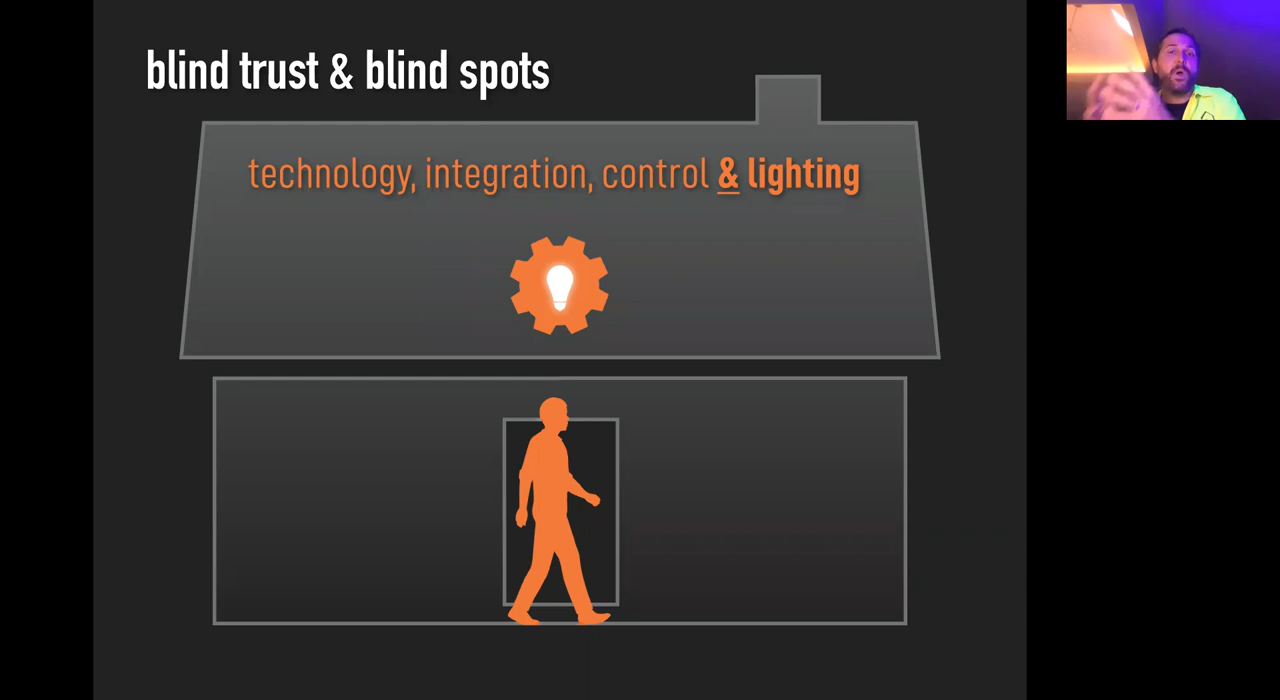 blind trust & blind spots
technology, integration, control & lighting